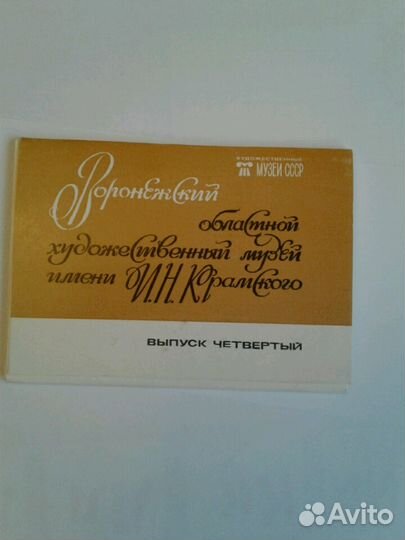 ХУДОЖЕСТВЕННЫЕ
МУЗЕИ СССР
Воронежский
областной
художественный музей
имени И.Н. Крамского
ВЫПУСК ЧЕТВЕРТЫЙ
Avito